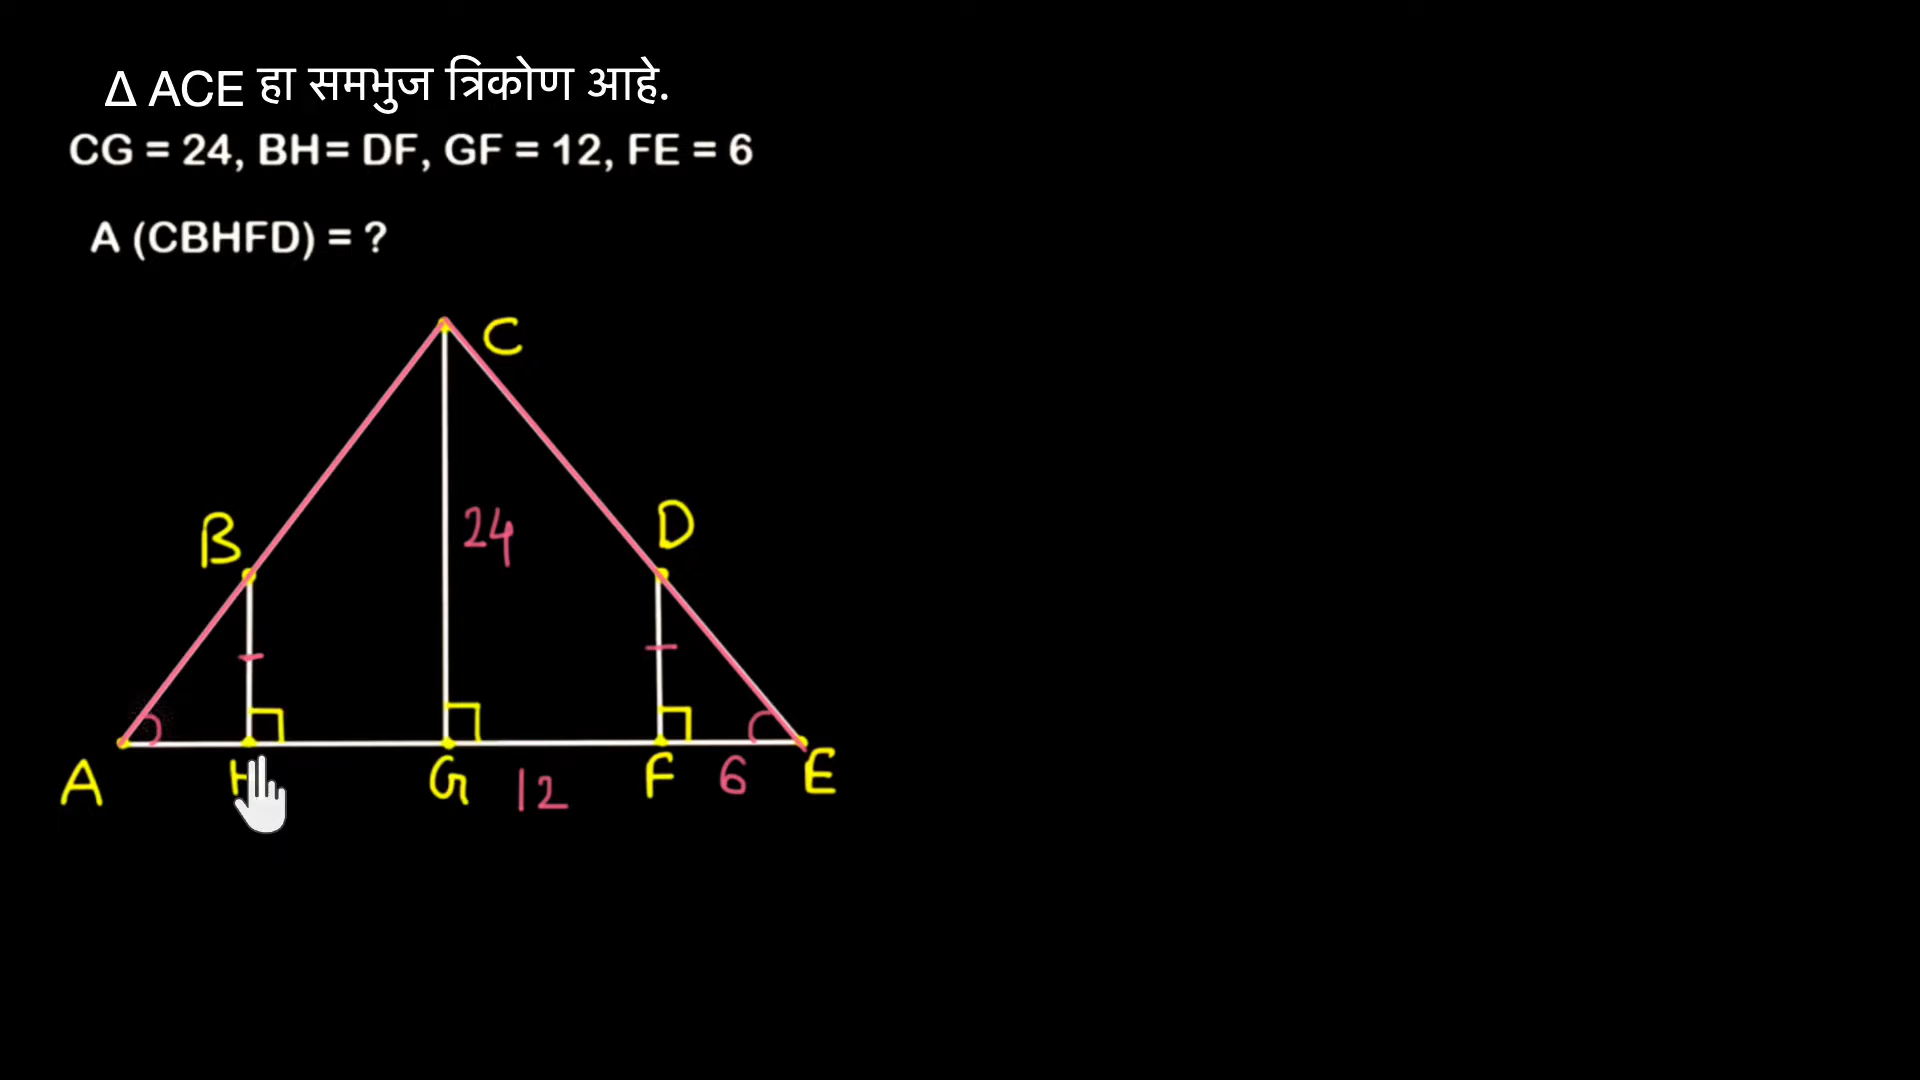 Δ ACE हा समभुज त्रिकोण आहे.
CG = 24, BH= DF, GF = 12, FE = 6
A (CBHFD) = ?
C
B
24
D
A
H
G
12
F
6
E